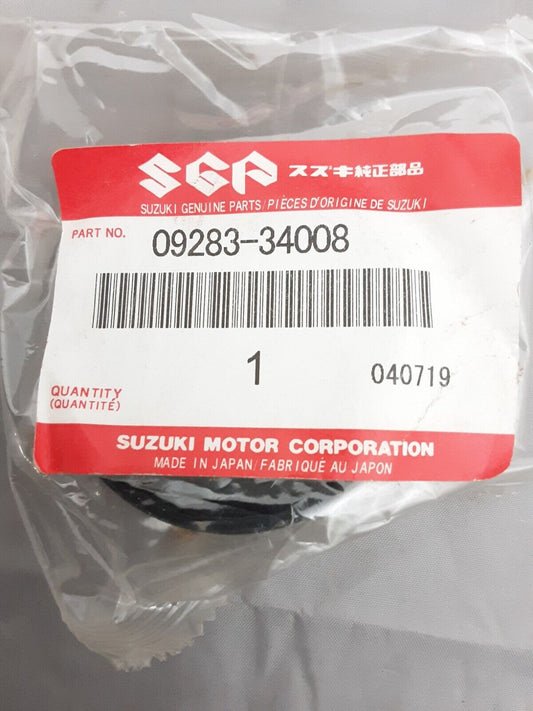 SGP スズキ純正部品
SUZUKI GENUINE PARTS/PIÈCES D'ORIGINE DE SUZUKI
PART NO. 09283-34008
1 040719
QUANTITY
(QUANTITÉ)
SUZUKI MOTOR CORPORATION
MADE IN JAPAN/FABRIQUÉ AU JAPON